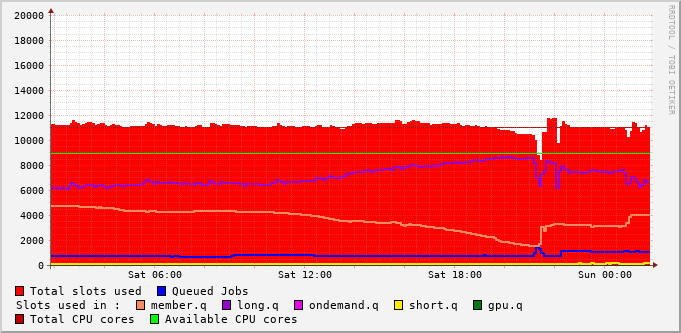 20000
18000
16000
14000
12000
10000
8000
6000
4000
2000
0
Sat 06:00 Sat 12:00 Sat 18:00 Sun 00:00
Total slots used Queued Jobs
Slots used in : member.q long.q ondemand.q short.q gpu.q
Total CPU cores Available CPU cores
RRDTOOL / TOBI OETIKER